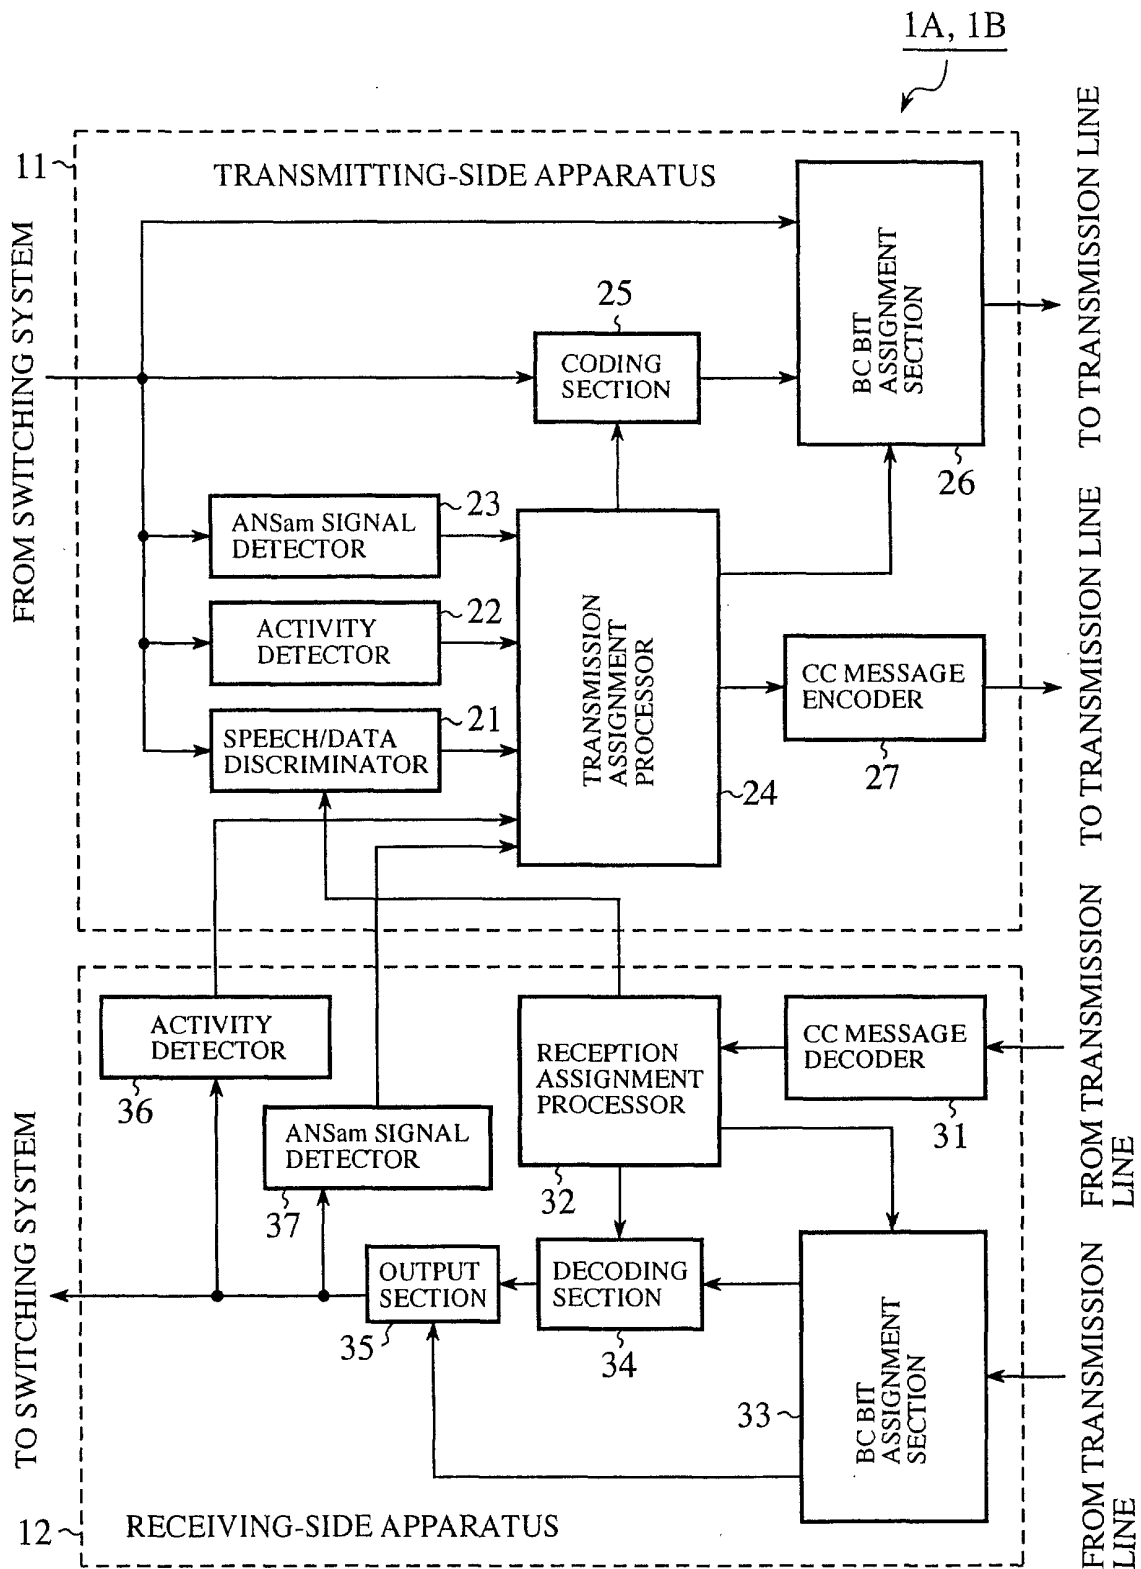 1A, 1B
11
TRANSMITTING-SIDE APPARATUS
FROM SWITCHING SYSTEM
BC BIT
ASSIGNMENT
SECTION
26
TO TRANSMISSION LINE
25
CODING
SECTION
23
ANSam SIGNAL
DETECTOR
22
ACTIVITY
DETECTOR
21
SPEECH/DATA
DISCRIMINATOR
TRANSMISSION
ASSIGNMENT
PROCESSOR
24
CC MESSAGE
ENCODER
27
TO TRANSMISSION LINE
ACTIVITY
DETECTOR
36
ANSam SIGNAL
DETECTOR
37
RECEPTION
ASSIGNMENT
PROCESSOR
32
CC MESSAGE
DECODER
31
FROM TRANSMISSION
LINE
TO SWITCHING SYSTEM
OUTPUT
SECTION
35
DECODING
SECTION
34
BC BIT
ASSIGNMENT
SECTION
33
FROM TRANSMISSION
LINE
12
RECEIVING-SIDE APPARATUS